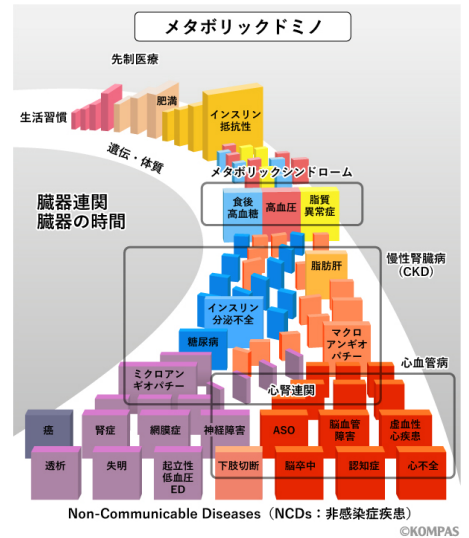 メタボリックドミノ
先制医療
肥満
生活習慣
インスリン
抵抗性
遺伝・体質
メタボリックシンドローム
臓器連関
臓器の時間
食後
高血糖
高血圧
脂質
異常症
慢性腎臓病
（CKD）
脂肪肝
インスリン
分泌不全
糖尿病
マクロ
アンギオ
パチー
心血管病
ミクロアン
ギオパチー
心腎連関
癌
腎症
網膜症
神経障害
ASO
脳血管
障害
虚血性
心疾患
透析
失明
起立性
低血圧
ED
下肢切断
脳卒中
認知症
心不全
Non-Communicable Diseases（NCDs：非感染症疾患）
©KOMPAS